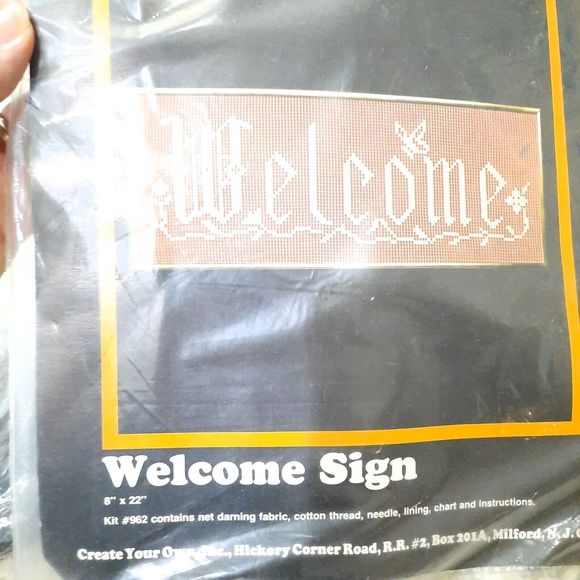 Welcome
Welcome Sign
8" x 22"
Kit #962 contains net darning fabric, cotton thread, needle, lining, chart and instructions.
Create Your Own, Inc., Hickory Corner Road, R.R. #2, Box 201A, Milford, N. J.